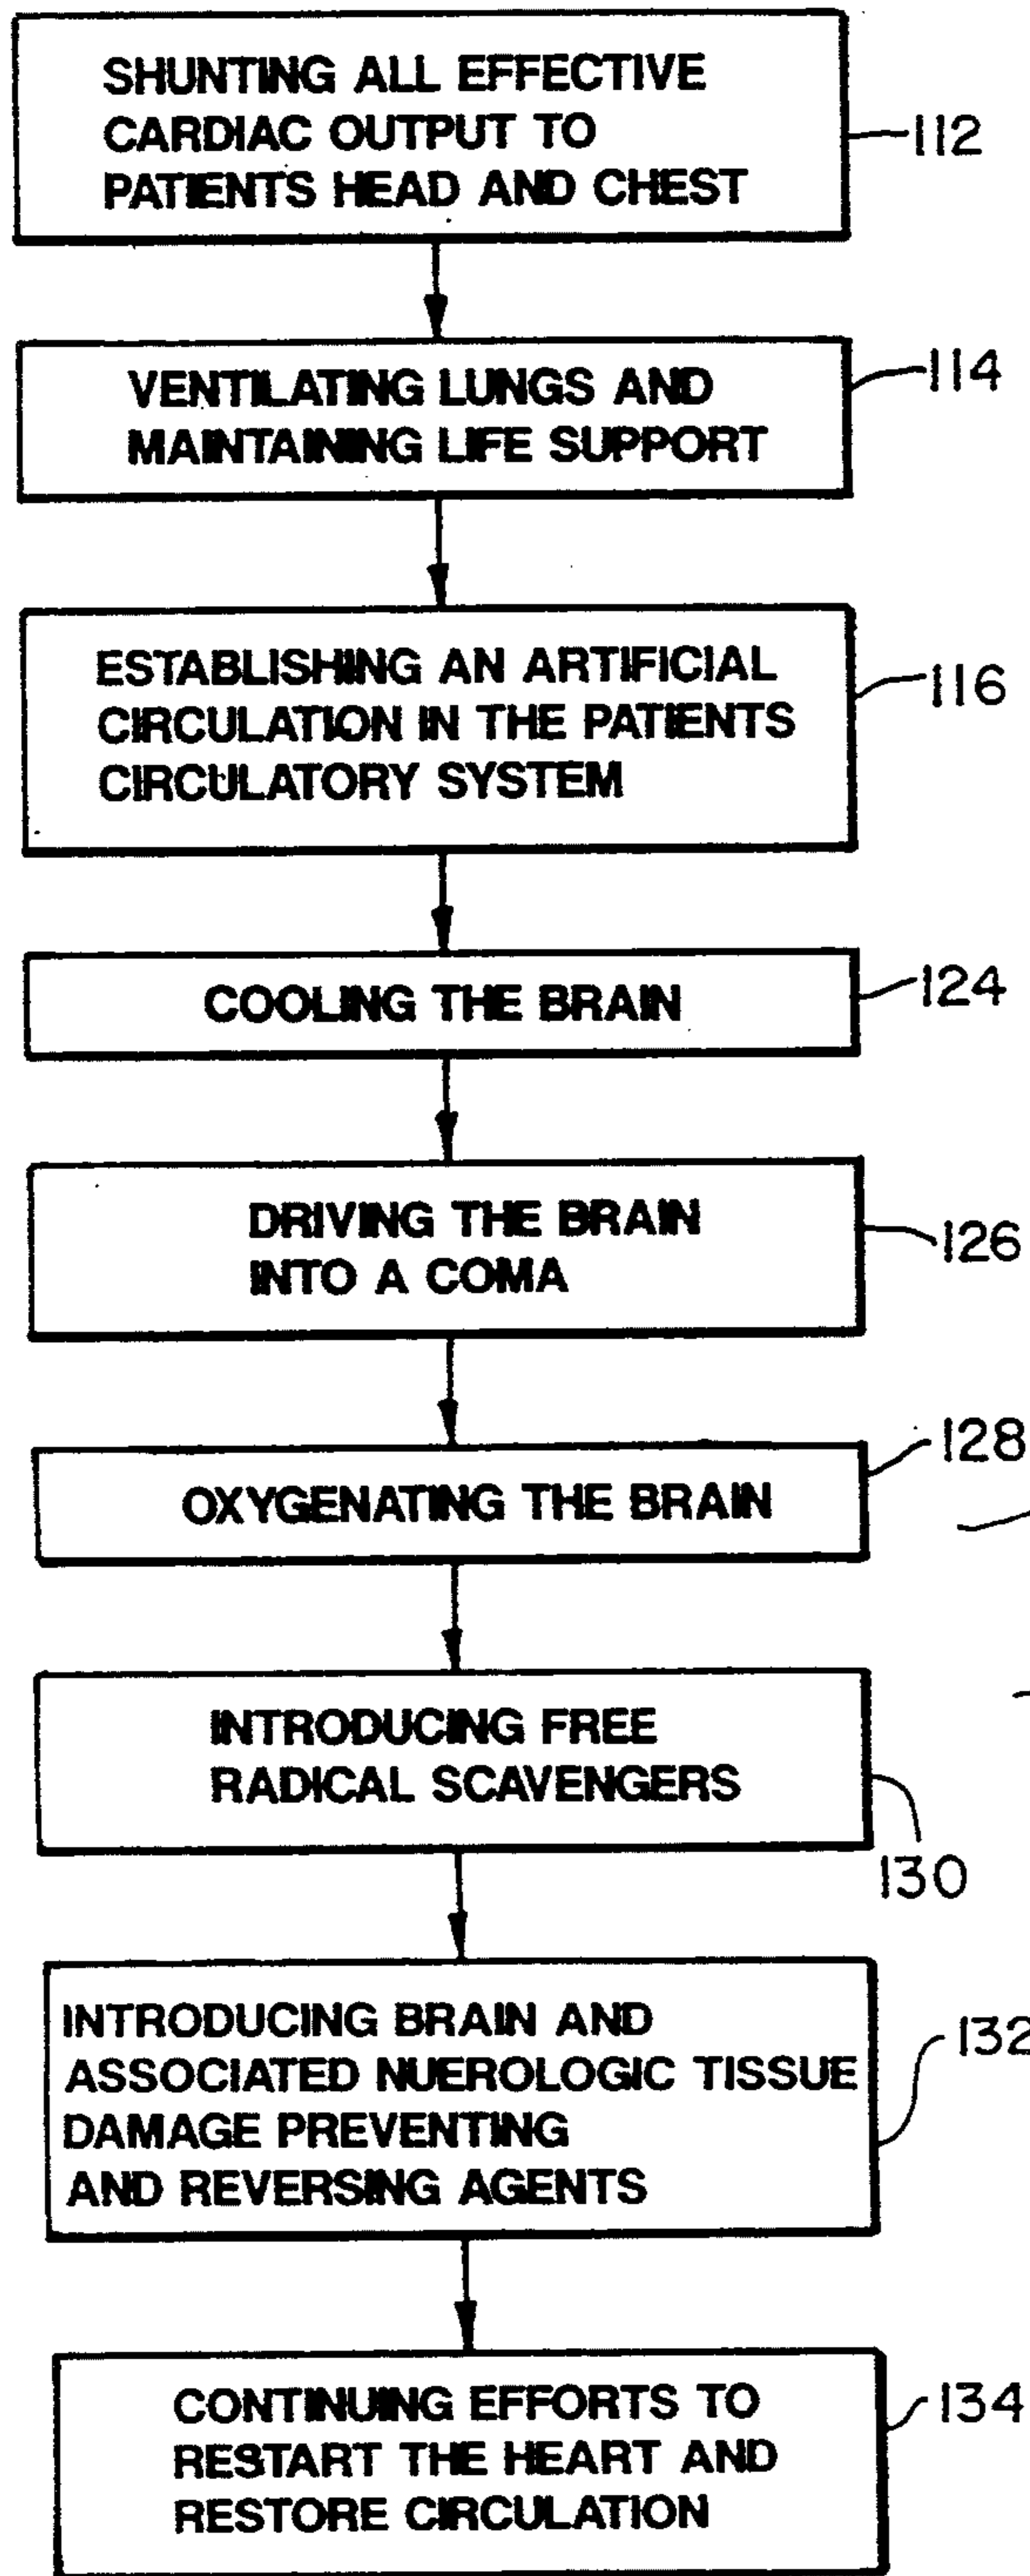 SHUNTING ALL EFFECTIVE
CARDIAC OUTPUT TO
PATIENTS HEAD AND CHEST
112
VENTILATING LUNGS AND
MAINTAINING LIFE SUPPORT
114
ESTABLISHING AN ARTIFICIAL
CIRCULATION IN THE PATIENTS
CIRCULATORY SYSTEM
116
COOLING THE BRAIN
124
DRIVING THE BRAIN
INTO A COMA
126
OXYGENATING THE BRAIN
128
INTRODUCING FREE
RADICAL SCAVENGERS
130
INTRODUCING BRAIN AND
ASSOCIATED NUEROLOGIC TISSUE
DAMAGE PREVENTING
AND REVERSING AGENTS
132
CONTINUING EFFORTS TO
RESTART THE HEART AND
RESTORE CIRCULATION
134